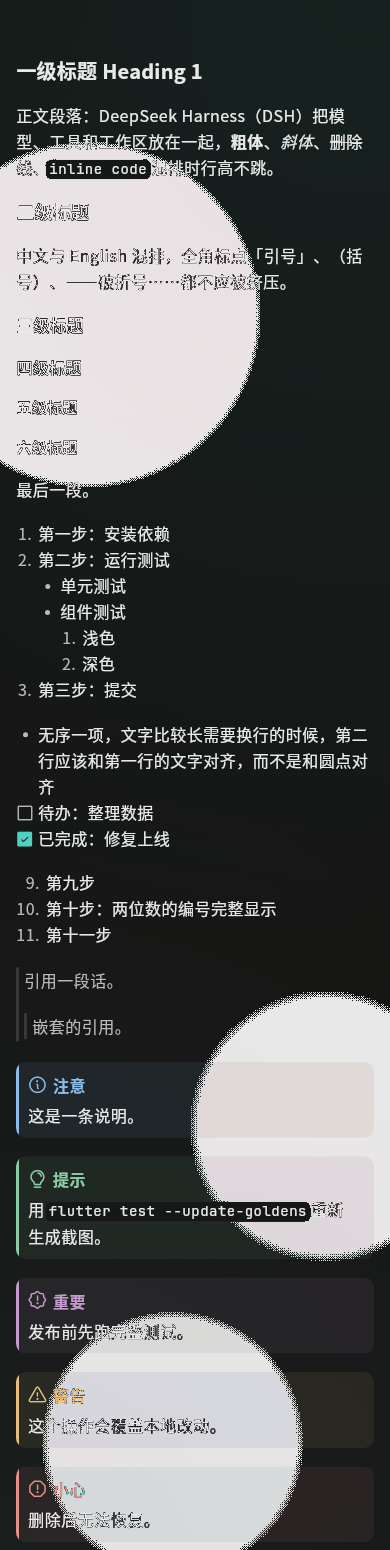 一级标题 Heading 1
正文段落：DeepSeek Harness（DSH）把模
型、工具和工作区放在一起，粗体、斜体、删除
线、inline code 混排时行高不跳。
二级标题
中文与 English 混排，全角标点「引号」、（括
号）、——破折号……都不应被挤压。
三级标题
四级标题
五级标题
六级标题
最后一段。
1. 第一步：安装依赖
2. 第二步：运行测试
• 单元测试
• 组件测试
1. 浅色
2. 深色
3. 第三步：提交
• 无序一项，文字比较长需要换行的时候，第二
行应该和第一行的文字对齐，而不是和圆点对
齐
待办：整理数据
已完成：修复上线
9. 第九步
10. 第十步：两位数的编号完整显示
11. 第十一步
引用一段话。
嵌套的引用。
注意
这是一条说明。
提示
用 flutter test --update-goldens 重新
生成截图。
重要
发布前先跑完整测试。
警告
这个操作会覆盖本地改动。
小心
删除后无法恢复。